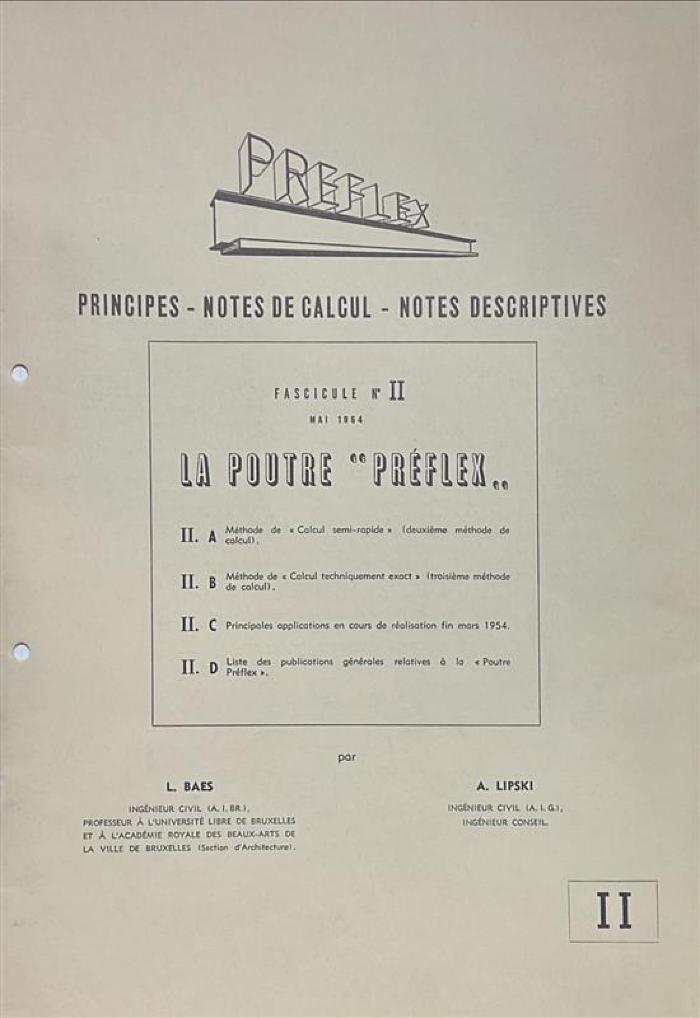 PREFLEX
PRINCIPES - NOTES DE CALCUL - NOTES DESCRIPTIVES
FASCICULE N° II
MAI 1954
LA POUTRE “ PRÉFLEX „
II. A Méthode de « Calcul semi-rapide » (deuxième méthode de
calcul).
II. B Méthode de « Calcul techniquement exact » (troisième méthode
de calcul).
II. C Principales applications en cours de réalisation fin mars 1954.
II. D Liste des publications générales relatives à la « Poutre
Préflex ».
par
L. BAES
INGÉNIEUR CIVIL (A. I. BR.),
PROFESSEUR À L'UNIVERSITÉ LIBRE DE BRUXELLES
ET À L'ACADÉMIE ROYALE DES BEAUX-ARTS DE
LA VILLE DE BRUXELLES (Section d'Architecture).
A. LIPSKI
INGÉNIEUR CIVIL (A. I. G.),
INGÉNIEUR CONSEIL.
II